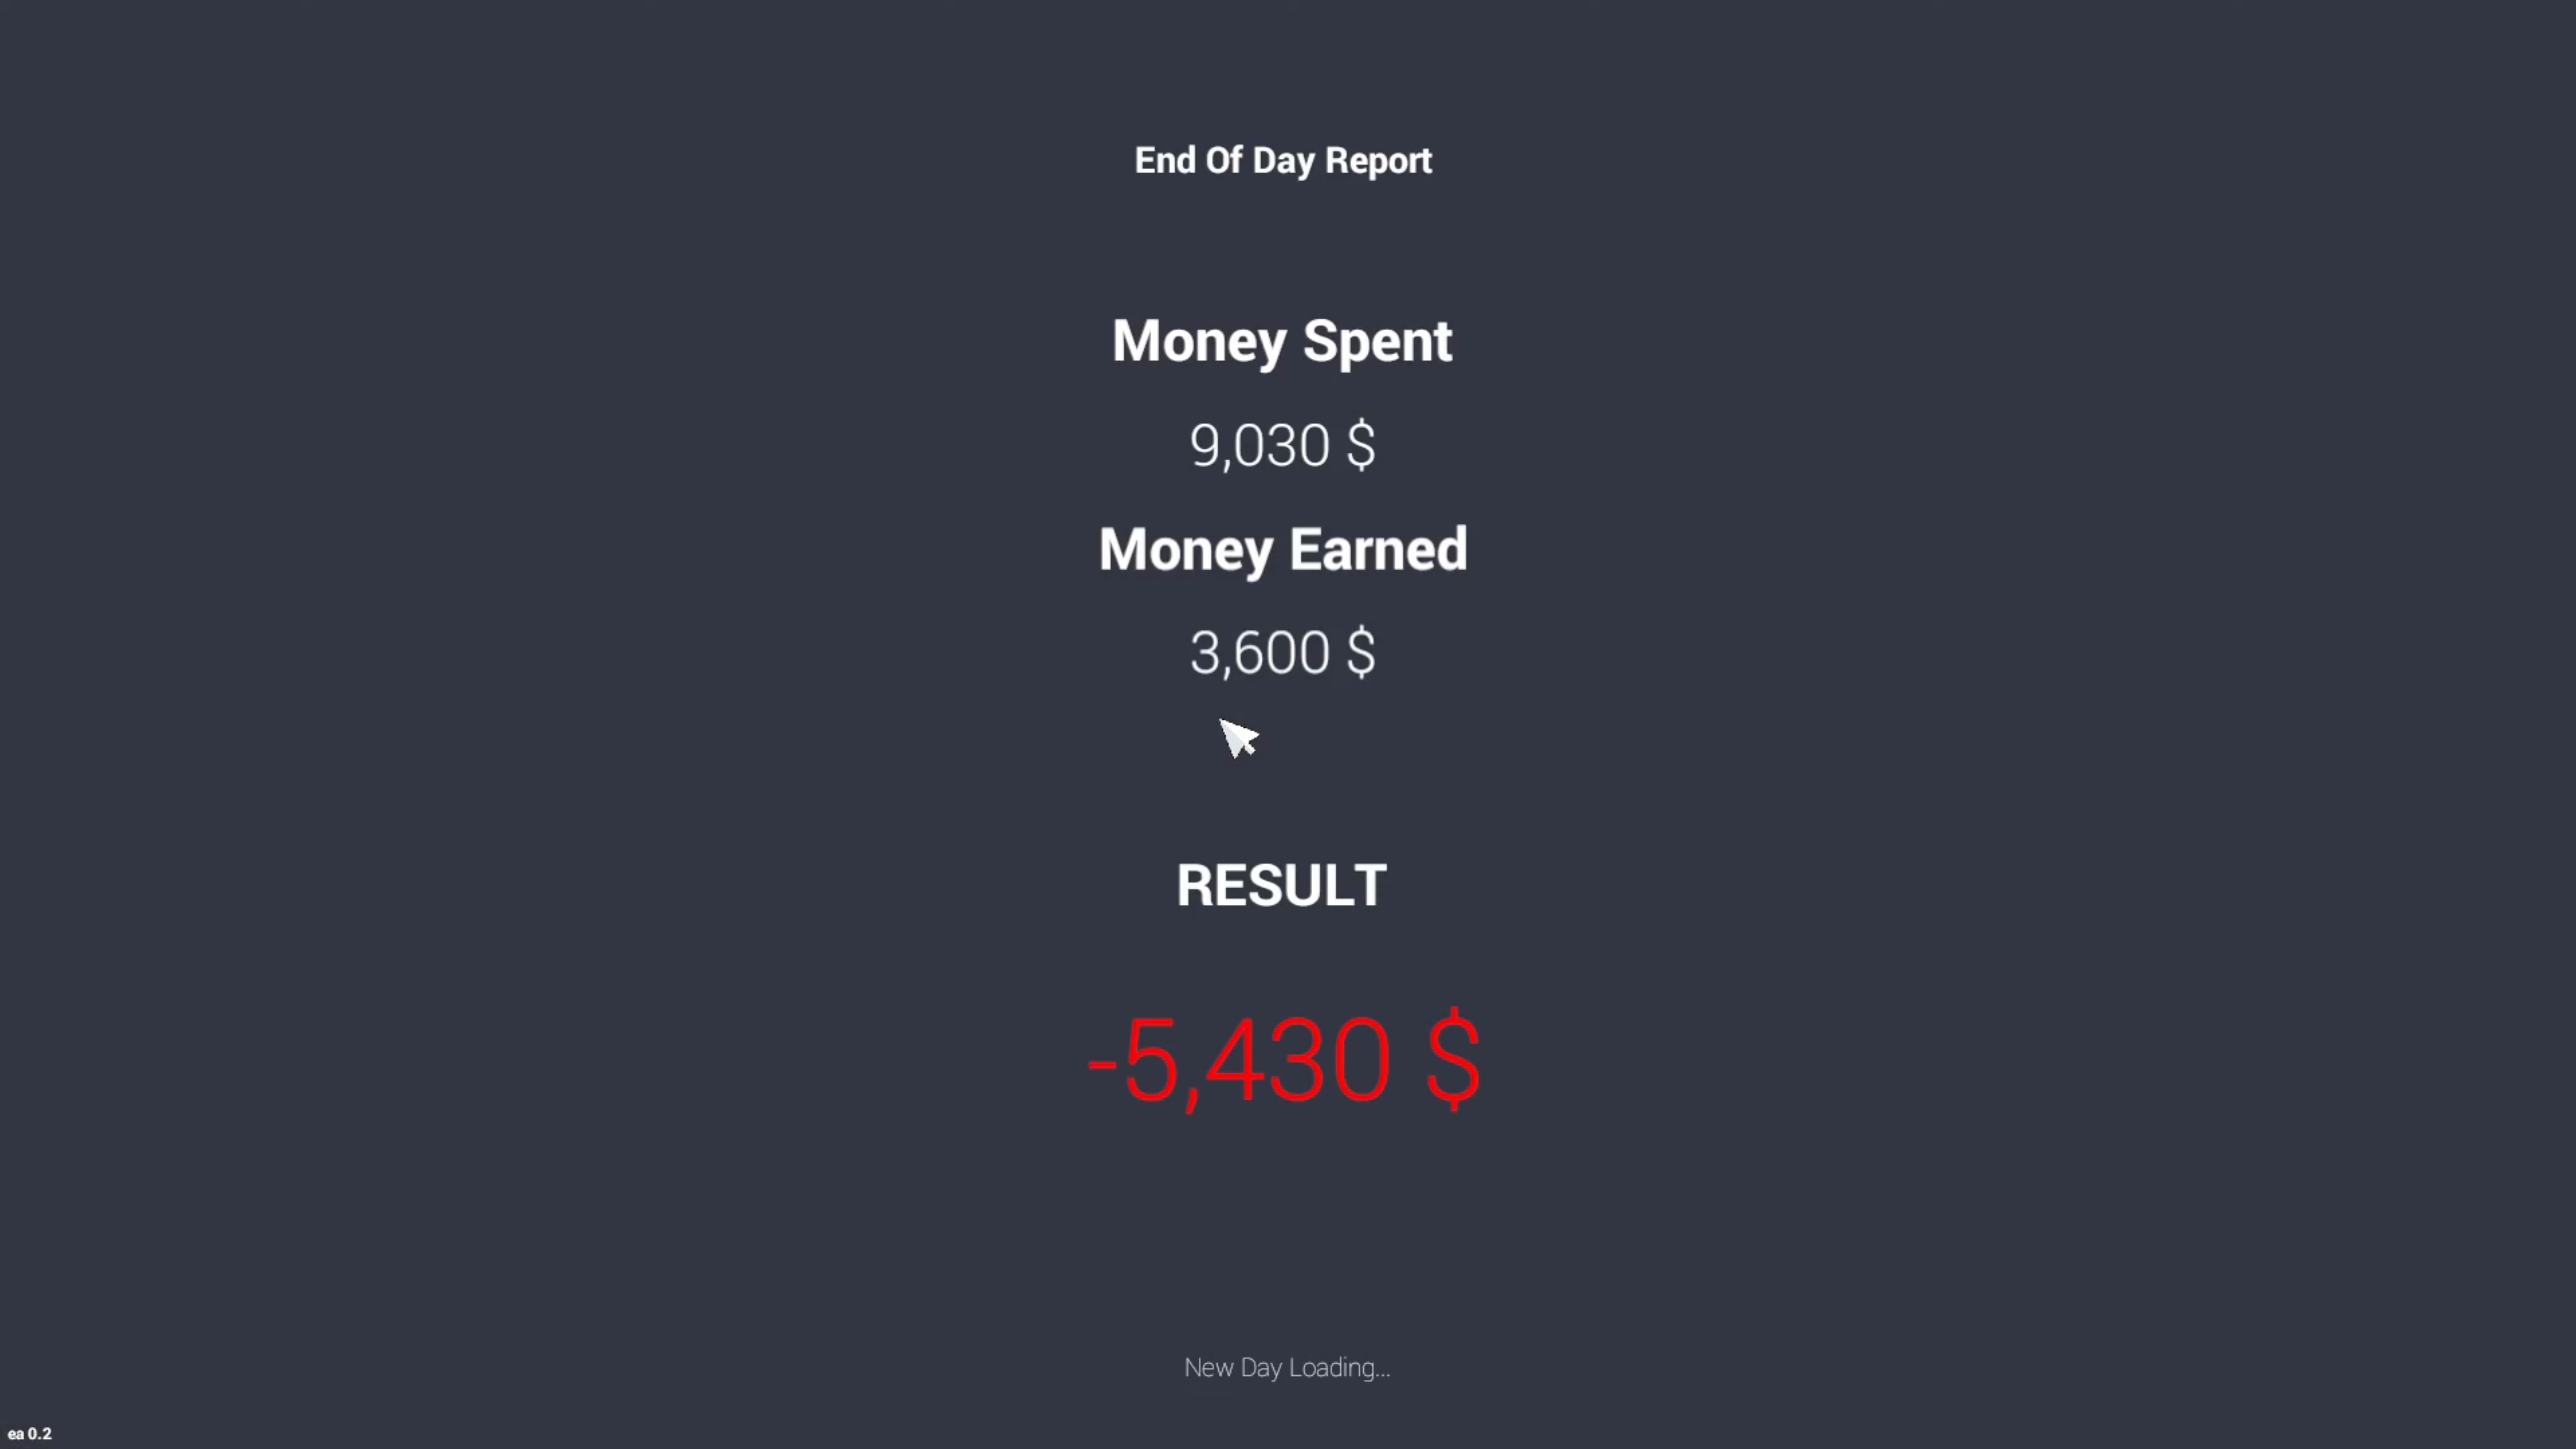 End Of Day Report
Money Spent
9,030 $
Money Earned
3,600 $
RESULT
-5,430 $
New Day Loading...
ea 0.2